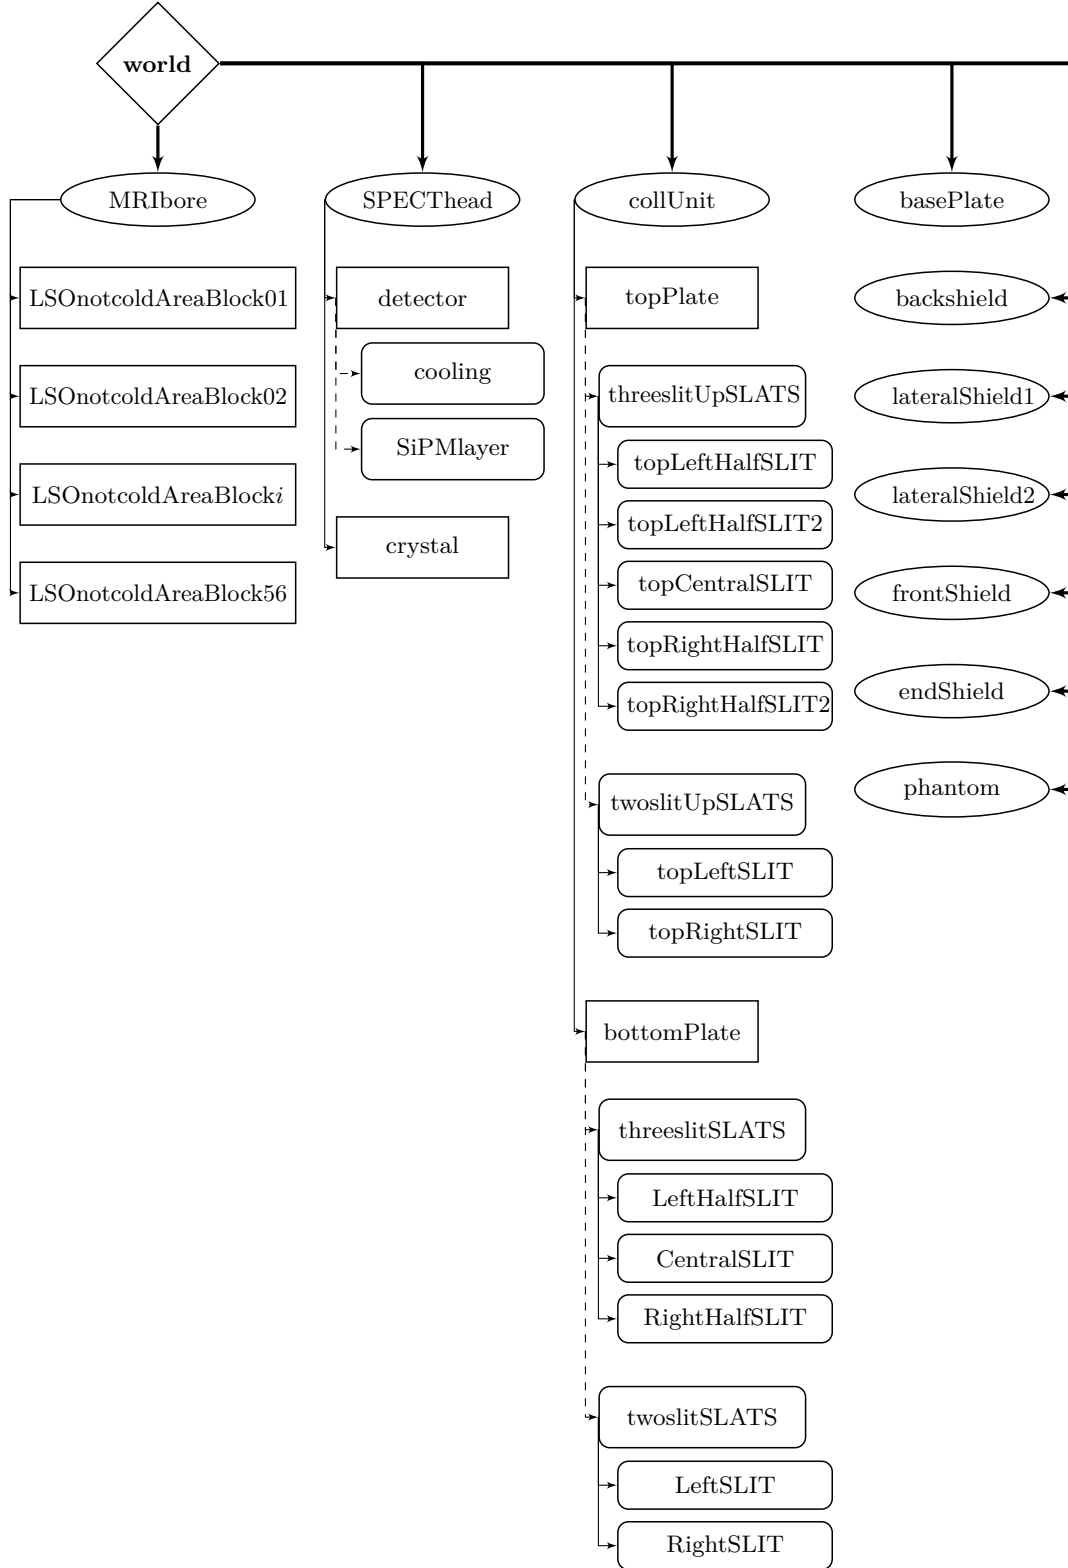 world
MRIbore
SPECThead
collUnit
basePlate
LSOnotcoldAreaBlock01
LSOnotcoldAreaBlock02
LSOnotcoldAreaBlocki
LSOnotcoldAreaBlock56
detector
cooling
SiPMlayer
crystal
topPlate
threeslitUpSLATS
topLeftHalfSLIT
topLeftHalfSLIT2
topCentralSLIT
topRightHalfSLIT
topRightHalfSLIT2
twoslitUpSLATS
topLeftSLIT
topRightSLIT
bottomPlate
threeslitSLATS
LeftHalfSLIT
CentralSLIT
RightHalfSLIT
twoslitSLATS
LeftSLIT
RightSLIT
backshield
lateralShield1
lateralShield2
frontShield
endShield
phantom